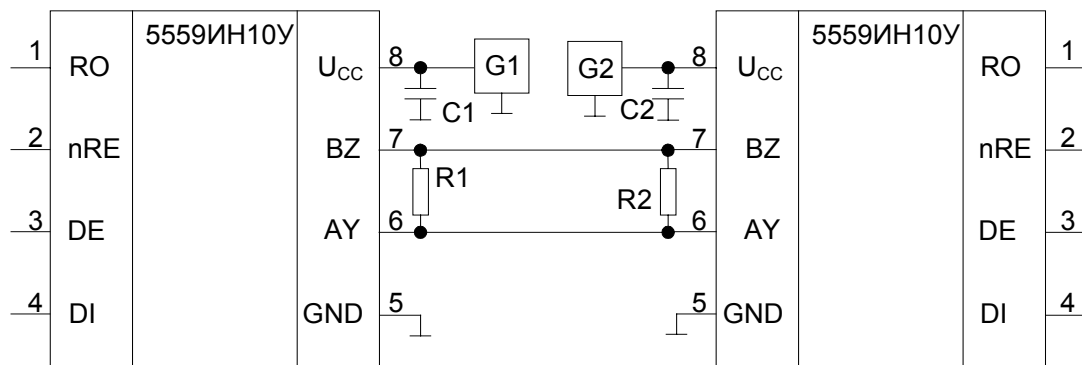 5559ИН10У
5559ИН10У
1 RO
U_CC 8
G1
G2
8 U_CC
RO 1
C1
C2
2 nRE
BZ 7
7 BZ
nRE 2
R1
R2
3 DE
AY 6
6 AY
DE 3
4 DI
GND 5
5 GND
DI 4